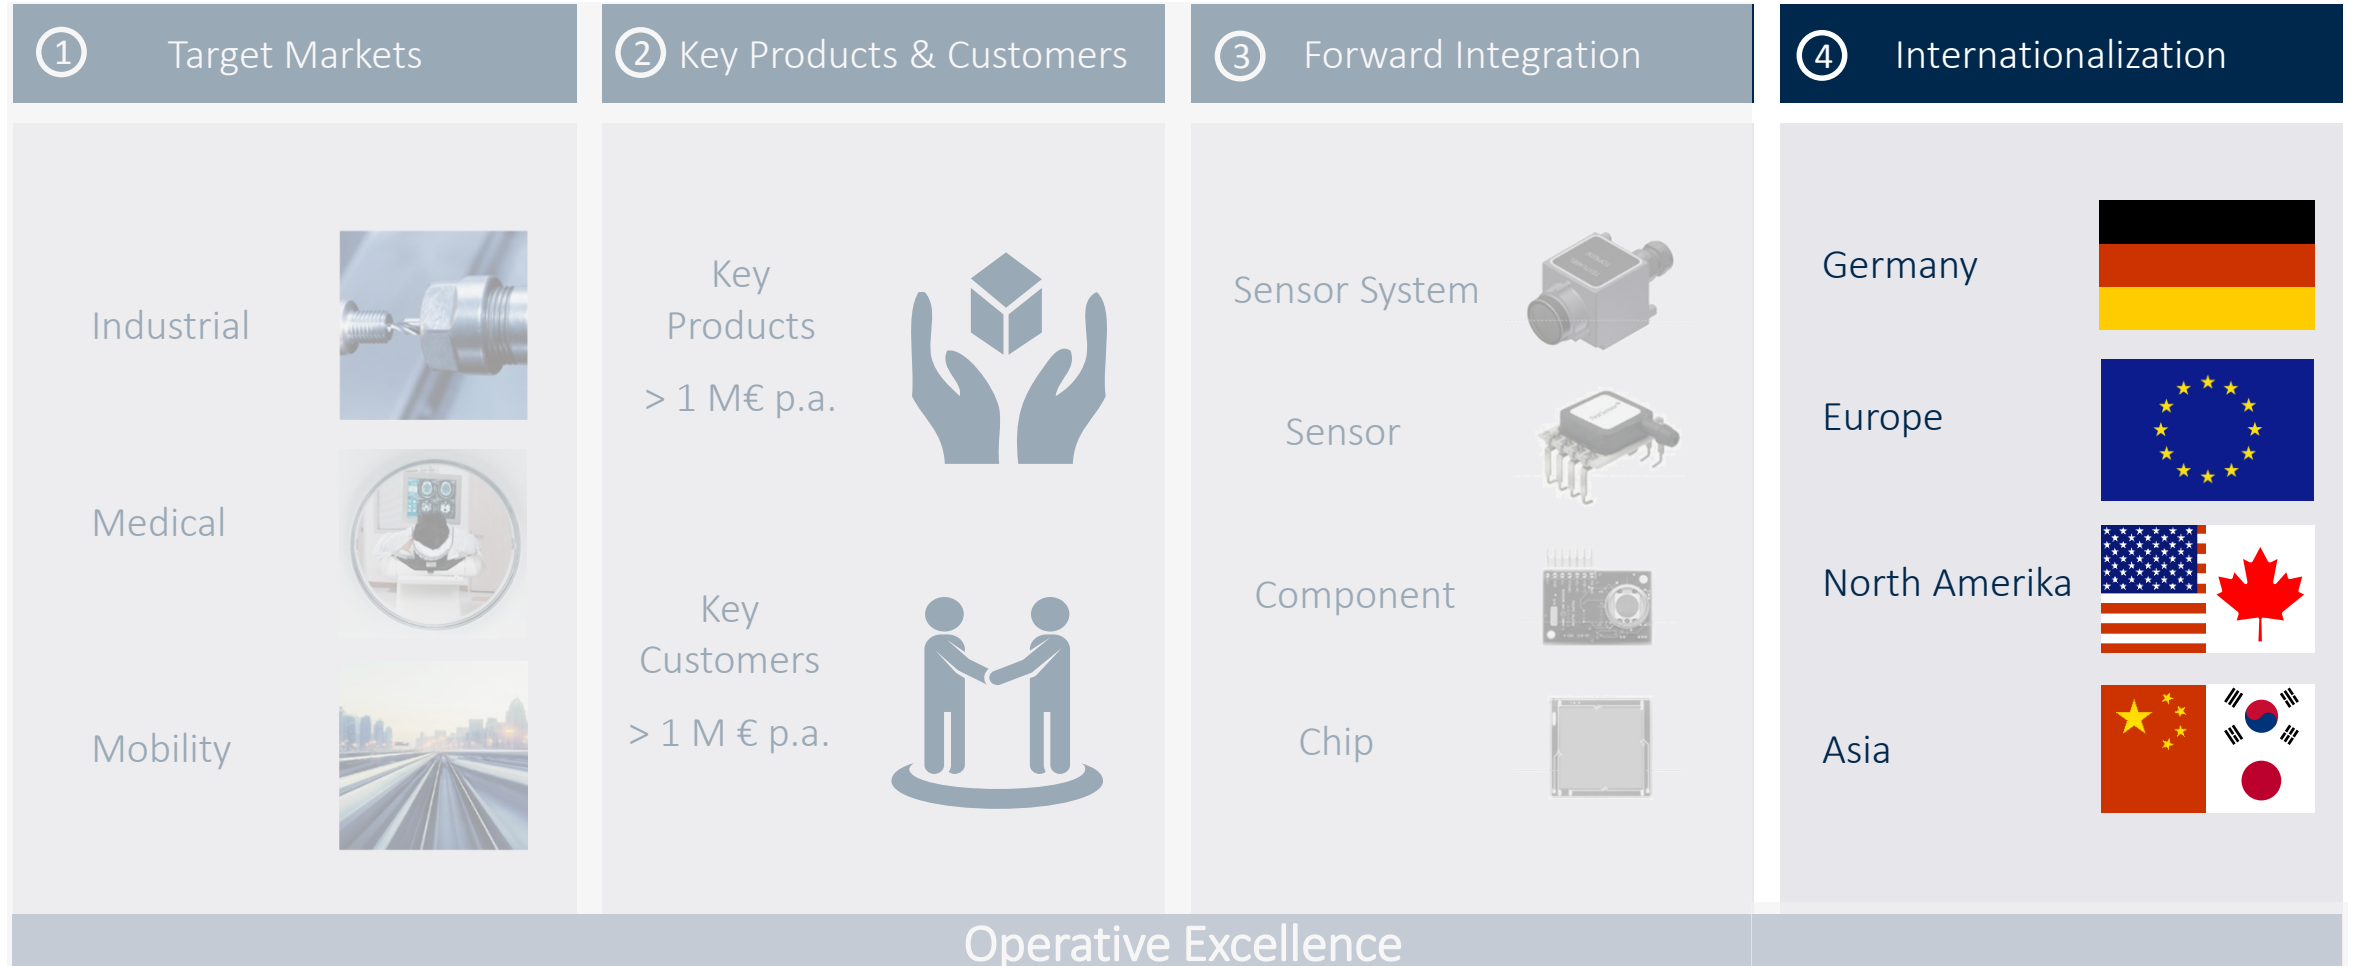 1 Target Markets
Industrial
Medical
Mobility
2 Key Products & Customers
Key
Products
> 1 M€ p.a.
Key
Customers
> 1 M € p.a.
3 Forward Integration
Sensor System
Sensor
Component
Chip
4 Internationalization
Germany
Europe
North Amerika
Asia
Operative Excellence